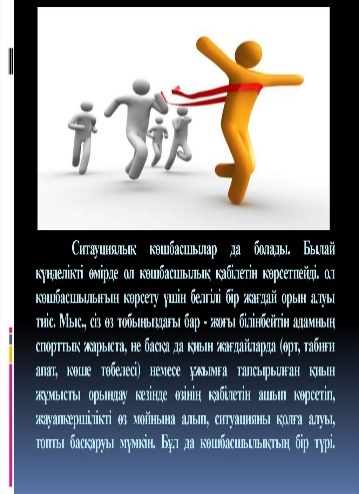 Ситауциялық көшбасшылар да болады. Былай
күнделікті өмірде ол көшбасшылық қабілетін көрсетпейді. ол
көшбасшылығын көрсету үшін белгілі бір жағдай орын алуы
тиіс. Мыс., сіз өз тобыңыздағы бар - жоғы білінбейтін адамның
спорттық жарыста, не басқа да қиын жағдайларда (өрт, табиғи
апат, көше төбелесі) немесе ұжымға тапсырылған қиын
жұмысты орындау кезінде өзінің қабілетін ашып көрсетіп,
жауапкершілікті өз мойнына алып, ситуацияны қолға алуы,
топты басқаруы мүмкін. Бұл да көшбасшылықтың бір түрі.